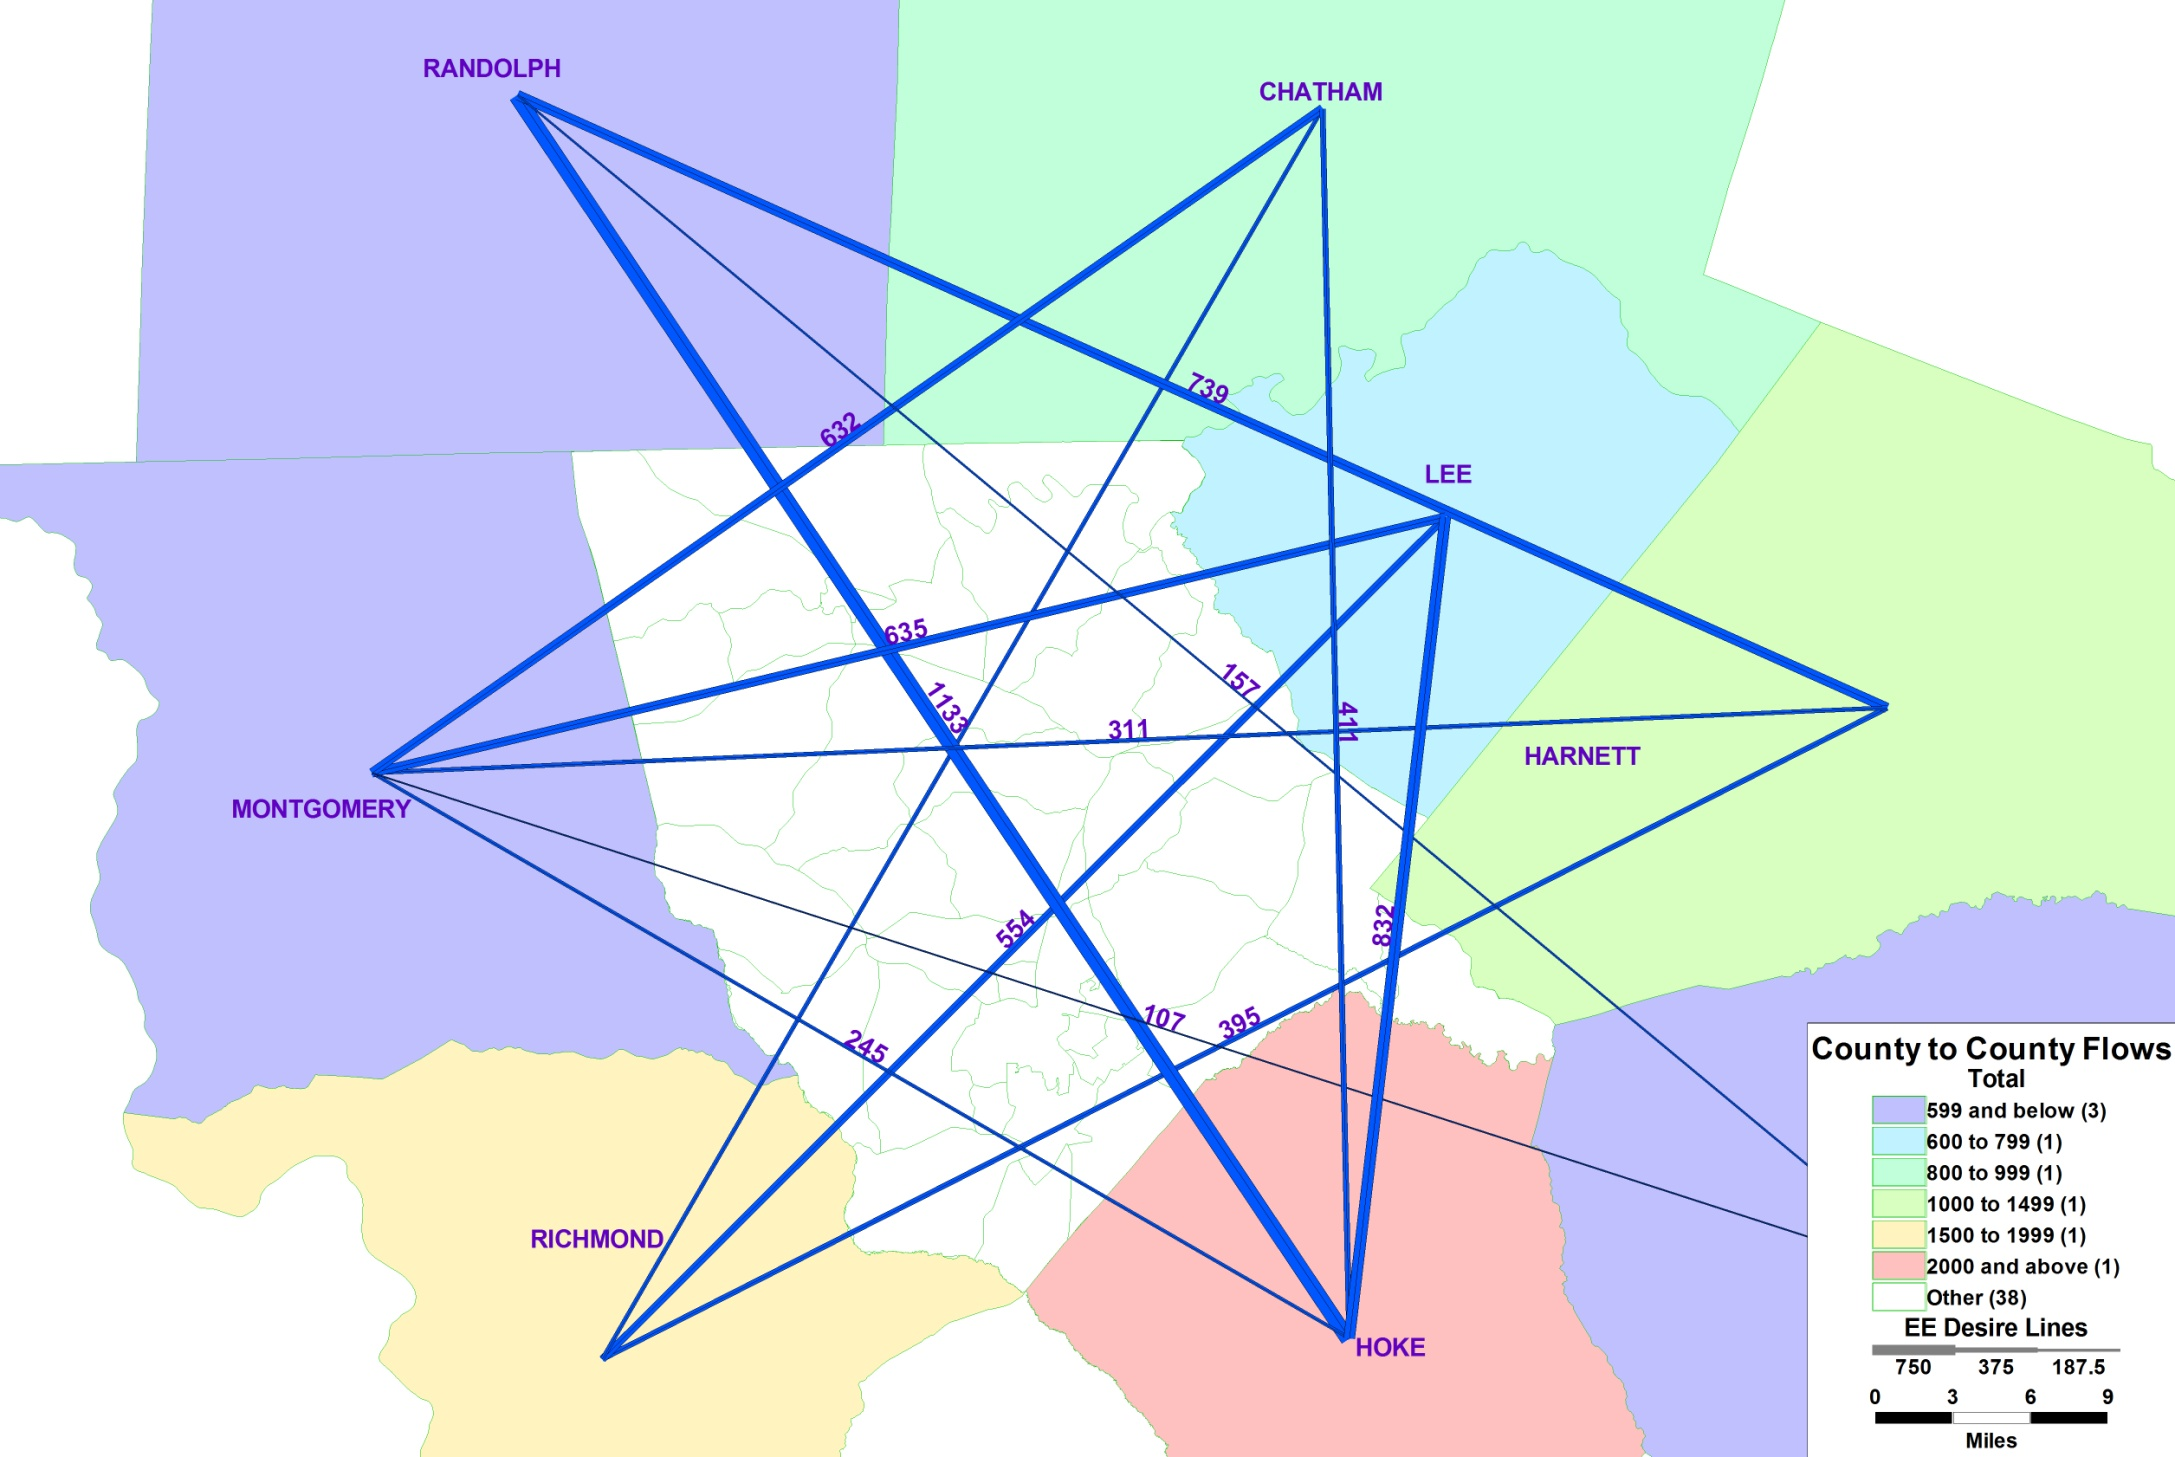 RANDOLPH
CHATHAM
739
632
LEE
635
157
1133
411
311
HARNETT
MONTGOMERY
832
554
107
395
245
RICHMOND
HOKE
County to County Flows
Total
599 and below (3)
600 to 799 (1)
800 to 999 (1)
1000 to 1499 (1)
1500 to 1999 (1)
2000 and above (1)
Other (38)
EE Desire Lines
750 375 187.5
0 3 6 9
Miles